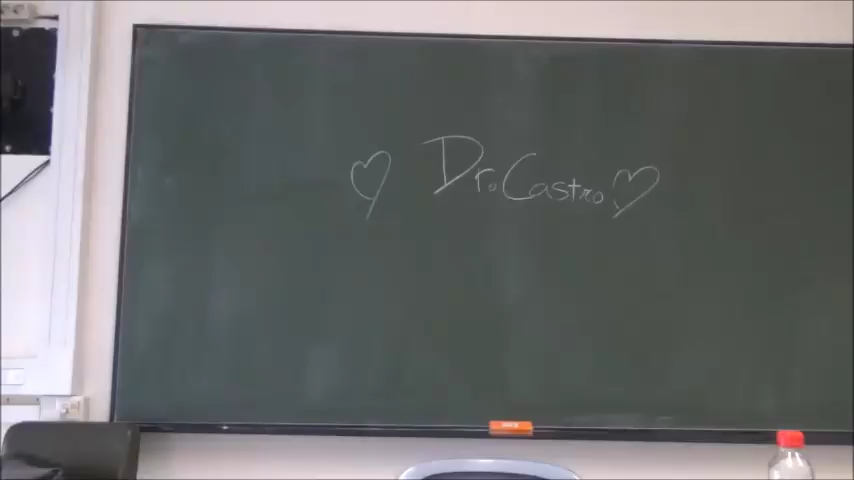 ♡ Dr. Castro ♡